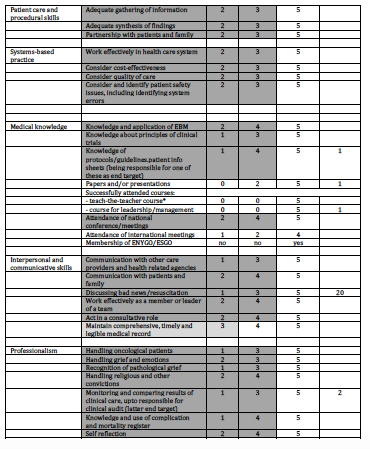 Patient care and procedural skills Adequate gathering of information 2 3 5
Adequate synthesis of findings 2 3 5
Partnership with patients and family 2 3 5
Systems-based practice Work effectively in health care system 2 3 5
Consider cost-effectiveness 2 3 5
Consider quality of care 2 3 5
Consider and identify patient safety 2 3 5
issues, including identifying system
errors
Medical knowledge Knowledge and application of EBM 2 4 5
Knowledge about principles of clinical 1 3 5
trials
Knowledge of 1 4 5 1
protocols/guidelines.patient info
sheets (being responsible for one of
these as end target)
Papers and/or presentations 0 2 5 1
Successfully attended courses:
- teach-the-teacher course* 0 0 5
- course for leadership/management 0 0 5 1
Attendance of national 2 4 5
conference/meetings
Attendance of international meetings 1 2 4
Membership of ENYGO/ESGO no no yes
Interpersonal and communicative skills Communication with other care 1 3 5
providers and health related agencies
Communication with patients and 2 4 5
family
Discussing bad news/resuscitation 1 3 5 20
Work effectively as a member or leader 2 4 5
of a team
Act in a consultative role 2 4 5
Maintain comprehensive, timely and 3 4 5
legible medical record
Professionalism Handling oncological patients 1 3 5
Handling grief and emotions 2 3 5
Recognition of pathological grief 1 3 5
Handling religious and other 2 4 5
convictions
Monitoring and comparing results of 1 3 5 2
clinical care, upto responsible for
clinical audit (latter end target)
Knowledge and use of complication 1 4 5
and mortality register
Self reflection 2 4 5